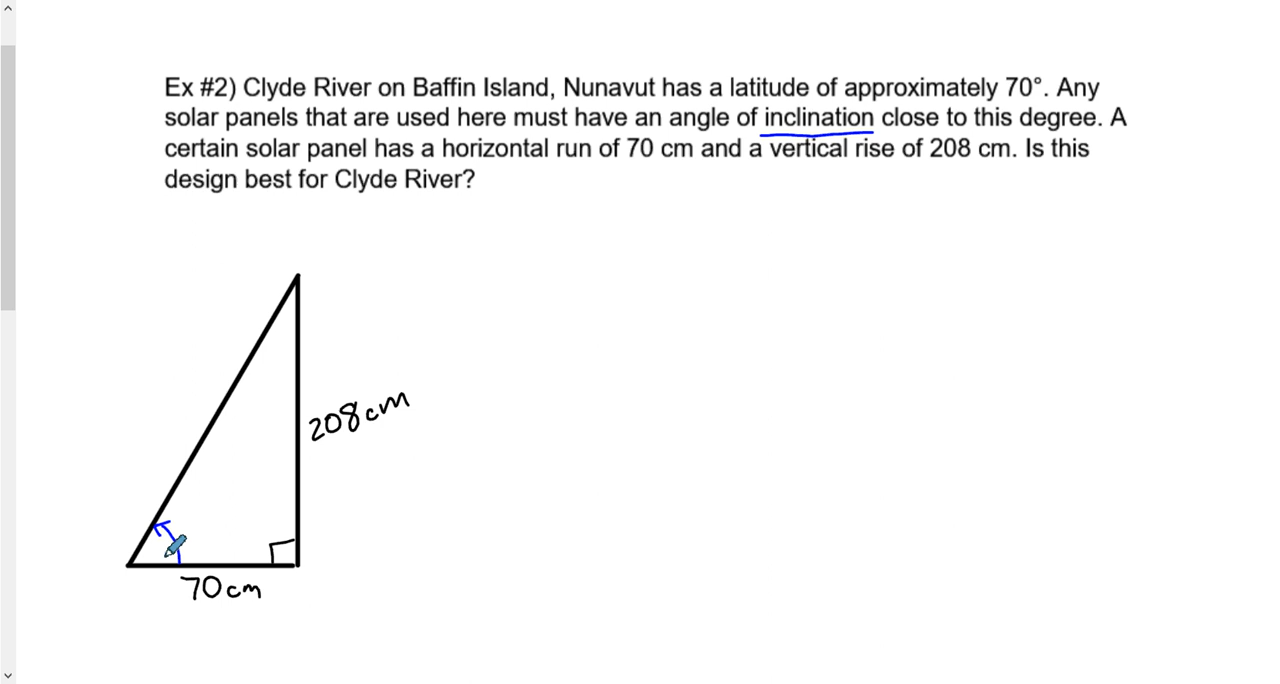 Ex #2) Clyde River on Baffin Island, Nunavut has a latitude of approximately 70°. Any
solar panels that are used here must have an angle of inclination close to this degree. A
certain solar panel has a horizontal run of 70 cm and a vertical rise of 208 cm. Is this
design best for Clyde River?
208cm
70cm